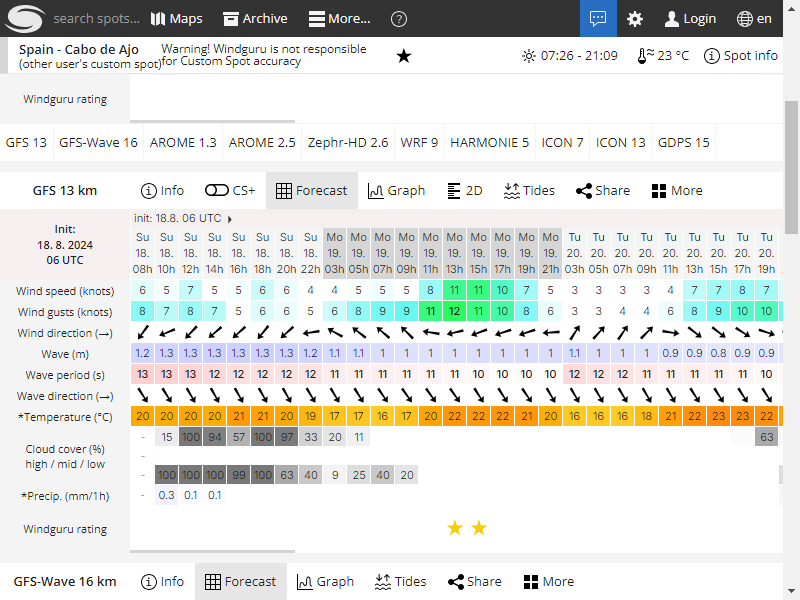 search spots... Maps Archive More... ? Login en
Spain - Cabo de Ajo
(other user's custom spot)
Warning! Windguru is not responsible
for Custom Spot accuracy
07:26 - 21:09 23 °C Spot info
Windguru rating
GFS 13 GFS-Wave 16 AROME 1.3 AROME 2.5 Zephr-HD 2.6 WRF 9 HARMONIE 5 ICON 7 ICON 13 GDPS 15
GFS 13 km Info CS+ Forecast Graph 2D Tides Share More
Init:
18. 8. 2024
06 UTC
init: 18.8. 06 UTC
Su Su Su Su Su Su Su Su Mo Mo Mo Mo Mo Mo Mo Mo Mo Mo Tu Tu Tu Tu Tu Tu Tu Tu Tu
18. 18. 18. 18. 18. 18. 18. 18. 19. 19. 19. 19. 19. 19. 19. 19. 19. 19. 20. 20. 20. 20. 20. 20. 20. 20. 20.
08h 10h 12h 14h 16h 18h 20h 22h 03h 05h 07h 09h 11h 13h 15h 17h 19h 21h 03h 05h 07h 09h 11h 13h 15h 17h 19h
Wind speed (knots) 6 5 7 5 5 6 6 4 4 5 5 5 8 11 11 10 7 5 3 3 3 3 4 7 7 8 7
Wind gusts (knots) 8 7 8 7 5 6 6 5 6 8 9 9 11 12 11 10 8 6 3 3 4 4 6 8 9 10 10
Wind direction (→)
Wave (m) 1.2 1.3 1.3 1.3 1.3 1.3 1.3 1.2 1.1 1.1 1 1 1 1 1 1 1 1 1.1 1 1 1 0.9 0.9 0.8 0.9 0.9
Wave period (s) 13 13 13 12 12 12 12 12 11 11 11 11 11 11 10 10 10 10 12 12 12 11 11 11 11 11 10
Wave direction (→)
*Temperature (°C) 20 20 20 20 21 21 20 19 17 17 16 17 20 22 22 22 21 20 16 16 16 18 21 22 23 23 22
Cloud cover (%)
high / mid / low
- 15 100 94 57 100 97 33 20 11 63
-
- 100 100 100 99 100 63 40 9 25 40 20
*Precip. (mm/1h) - 0.3 0.1 0.1
Windguru rating
GFS-Wave 16 km Info Forecast Graph Tides Share More